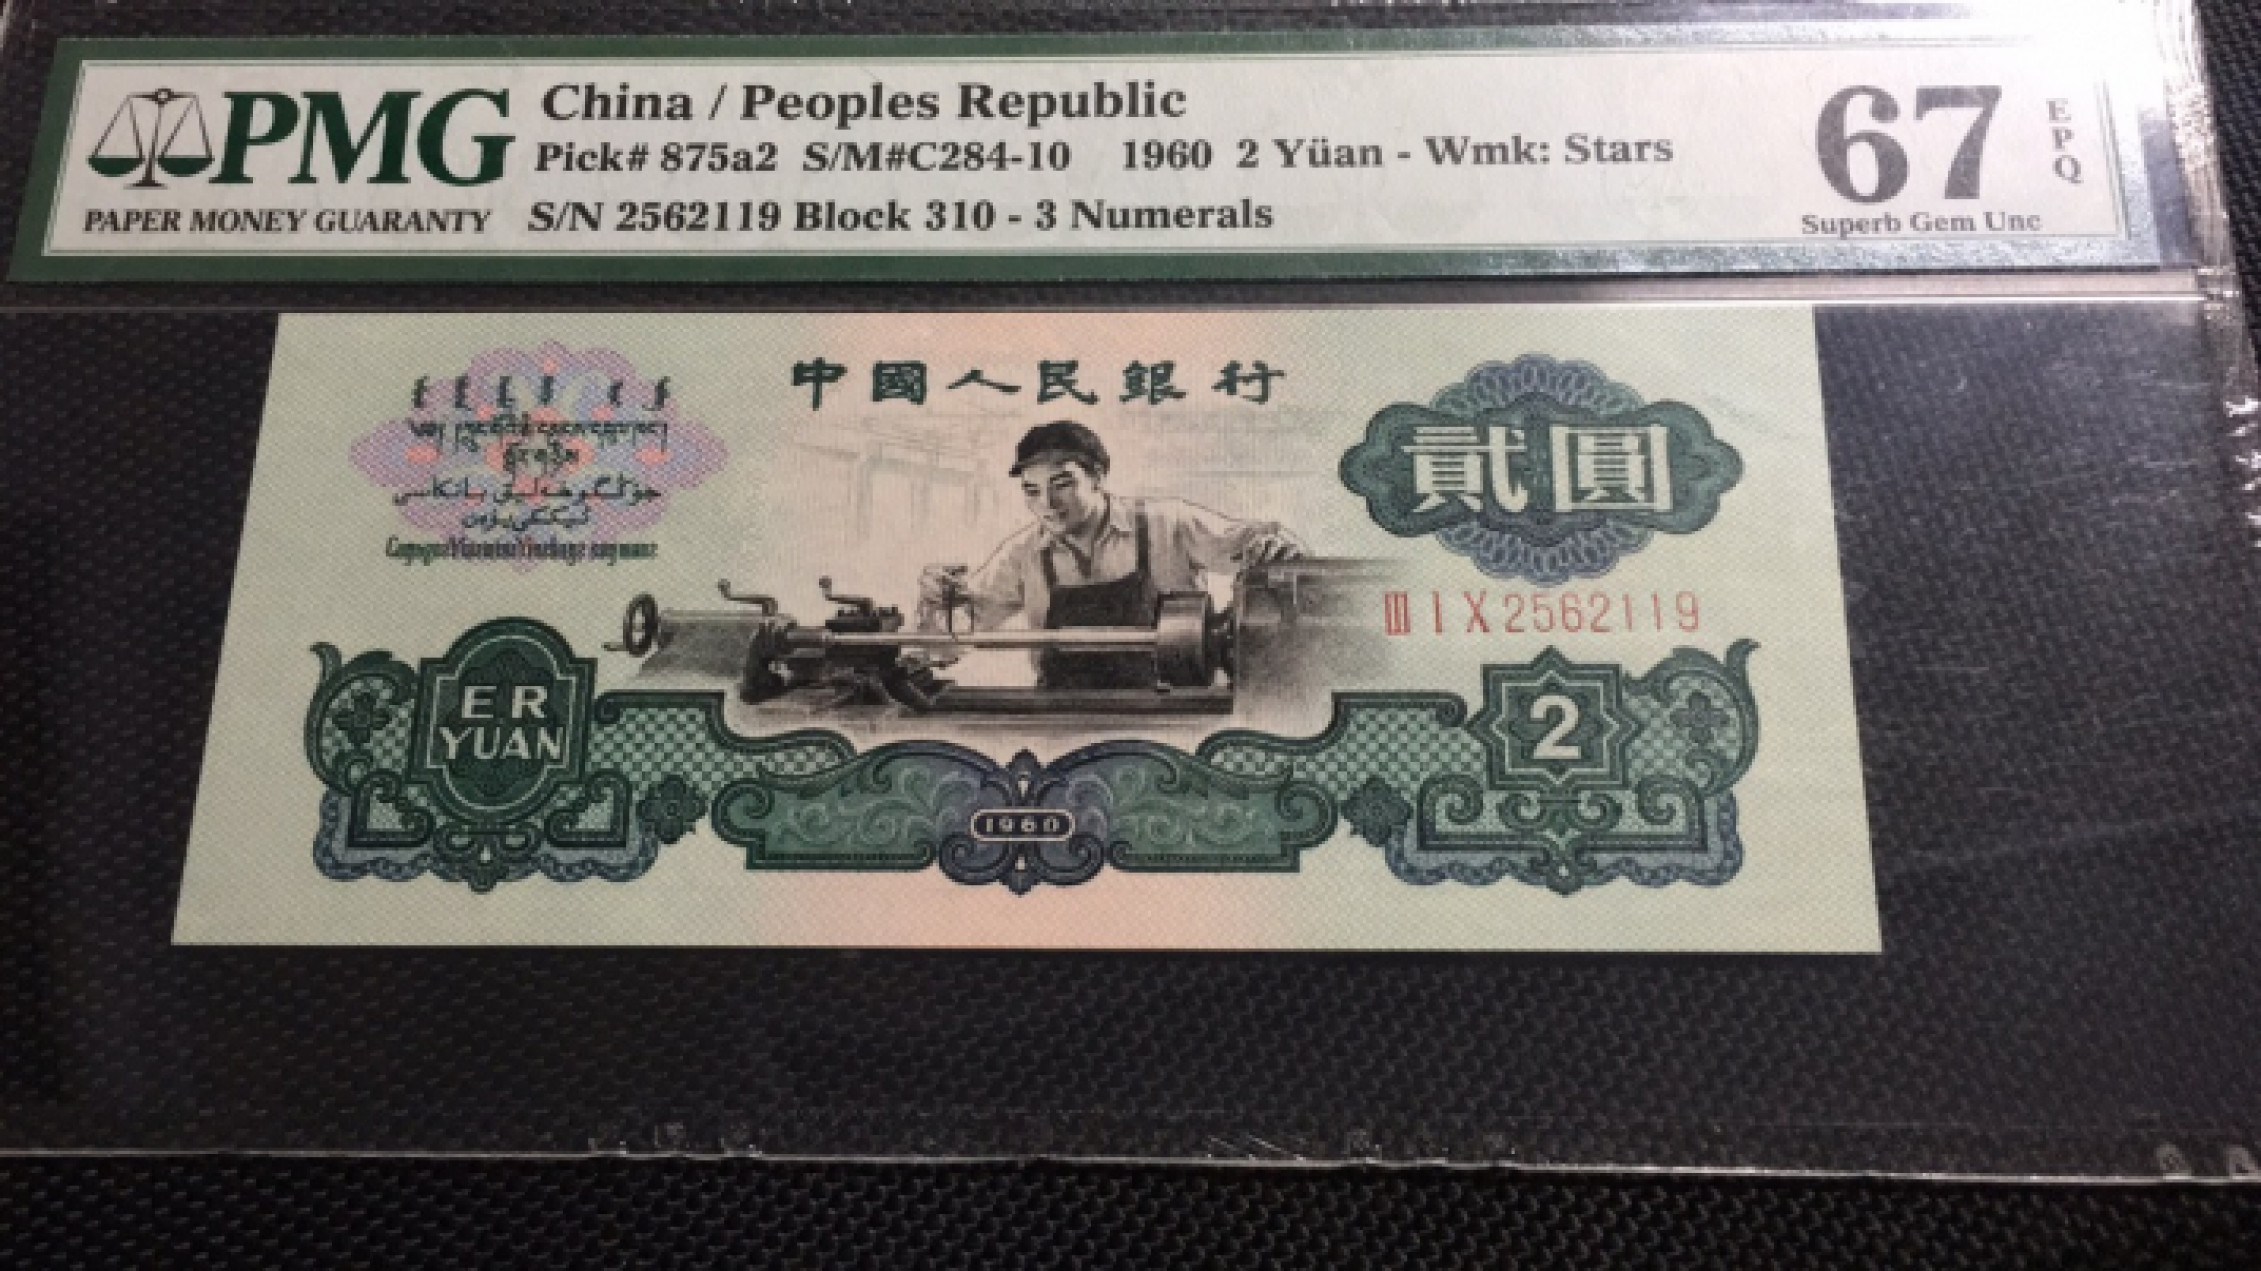 PMG
PAPER MONEY GUARANTY
China / Peoples Republic
Pick# 875a2 S/M#C284-10 1960 2 Yüan - Wmk: Stars
S/N 2562119 Block 310 - 3 Numerals
67
EPQ
Superb Gem Unc
中國人民銀行
貳圓
III I X 2562119
ER
YUAN
2
1960